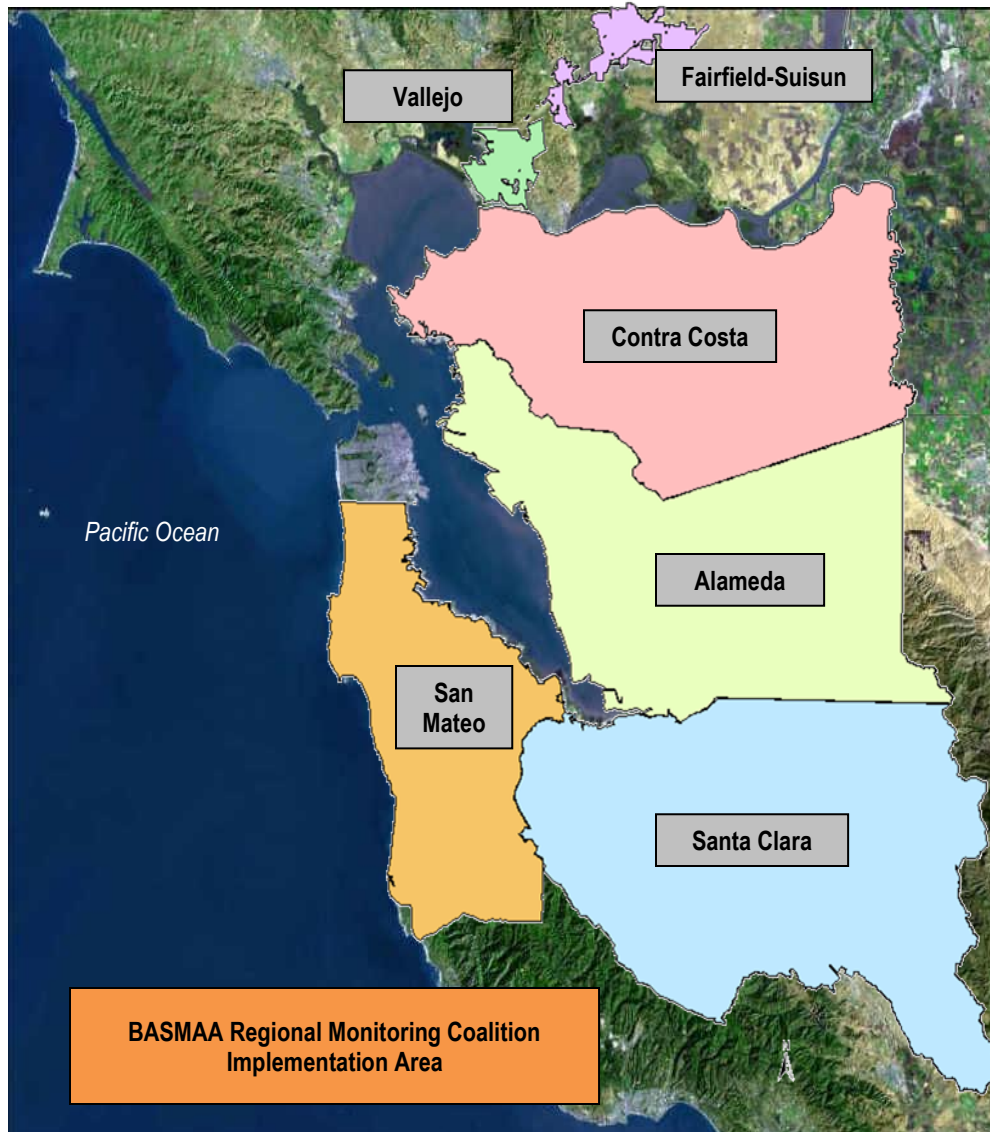 Vallejo
Fairfield-Suisun
Contra Costa
Pacific Ocean
Alameda
San
Mateo
Santa Clara
BASMAA Regional Monitoring Coalition
Implementation Area